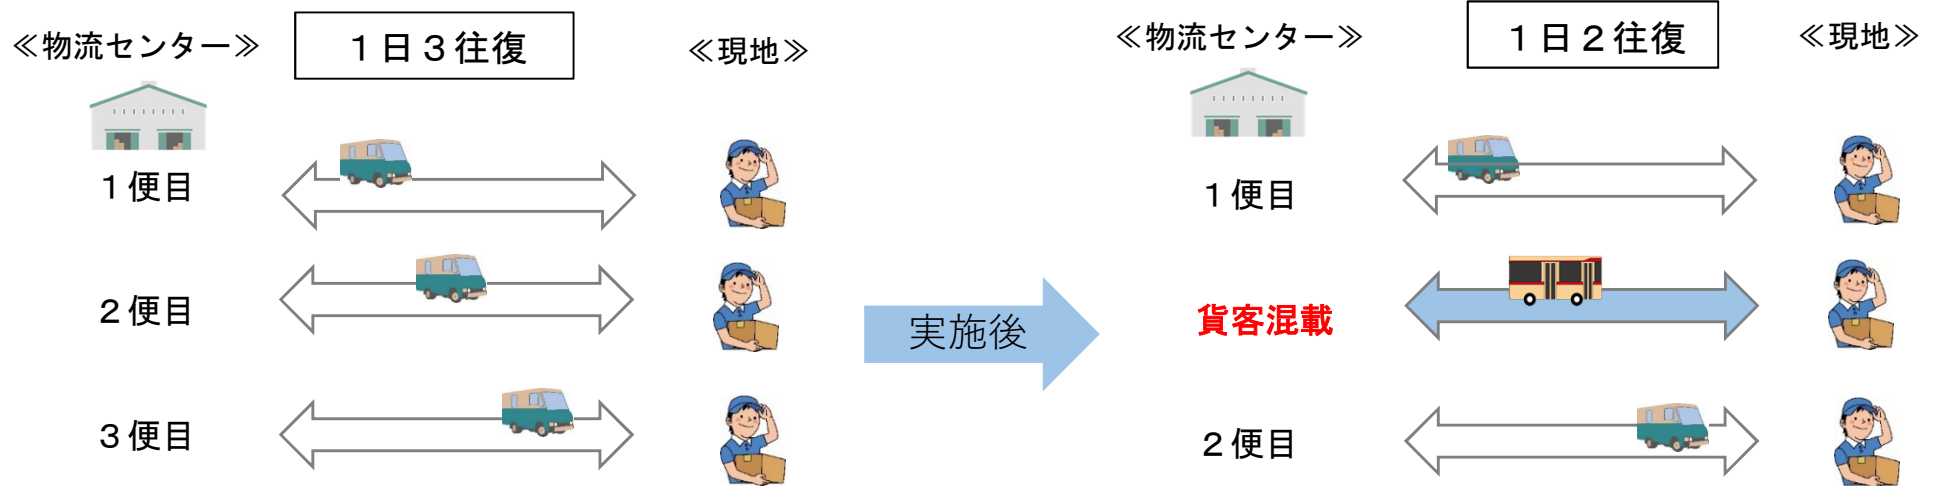 ≪物流センター≫
１日３往復
≪現地≫
１便目
２便目
３便目
実施後
≪物流センター≫
１日２往復
≪現地≫
１便目
貨客混載
２便目